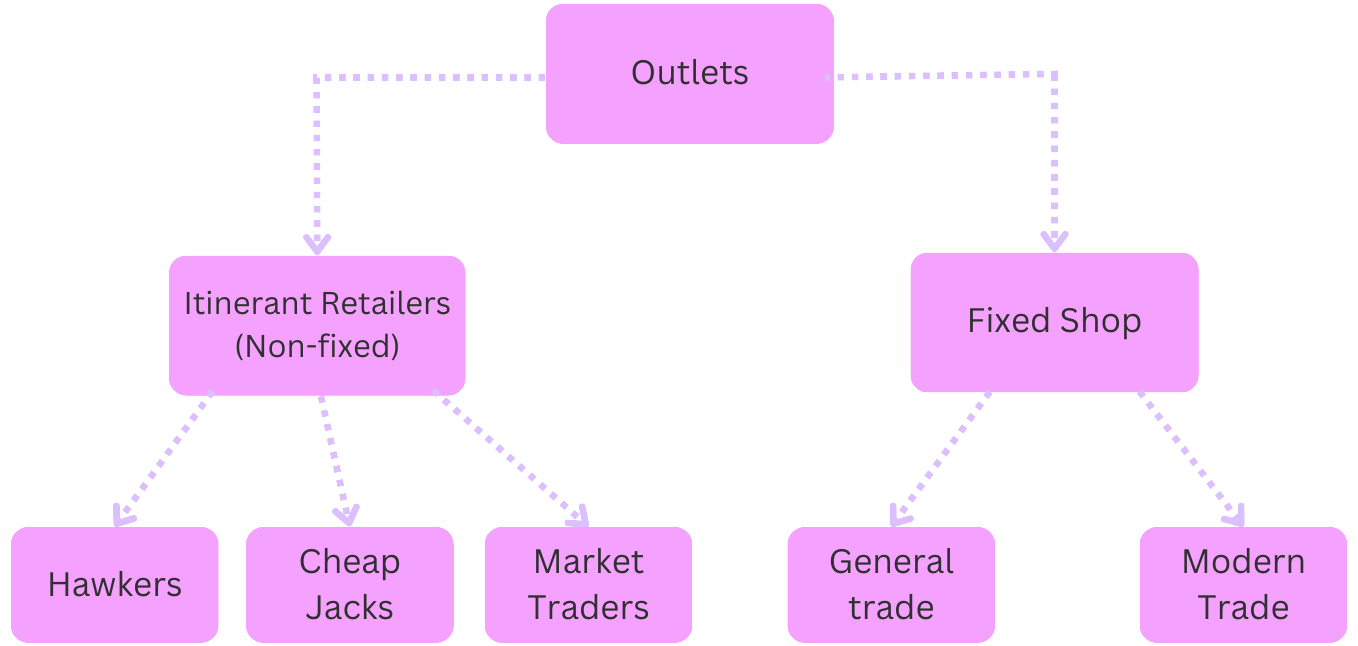 Outlets
Itinerant Retailers
(Non-fixed)
Fixed Shop
Hawkers
Cheap
Jacks
Market
Traders
General
trade
Modern
Trade